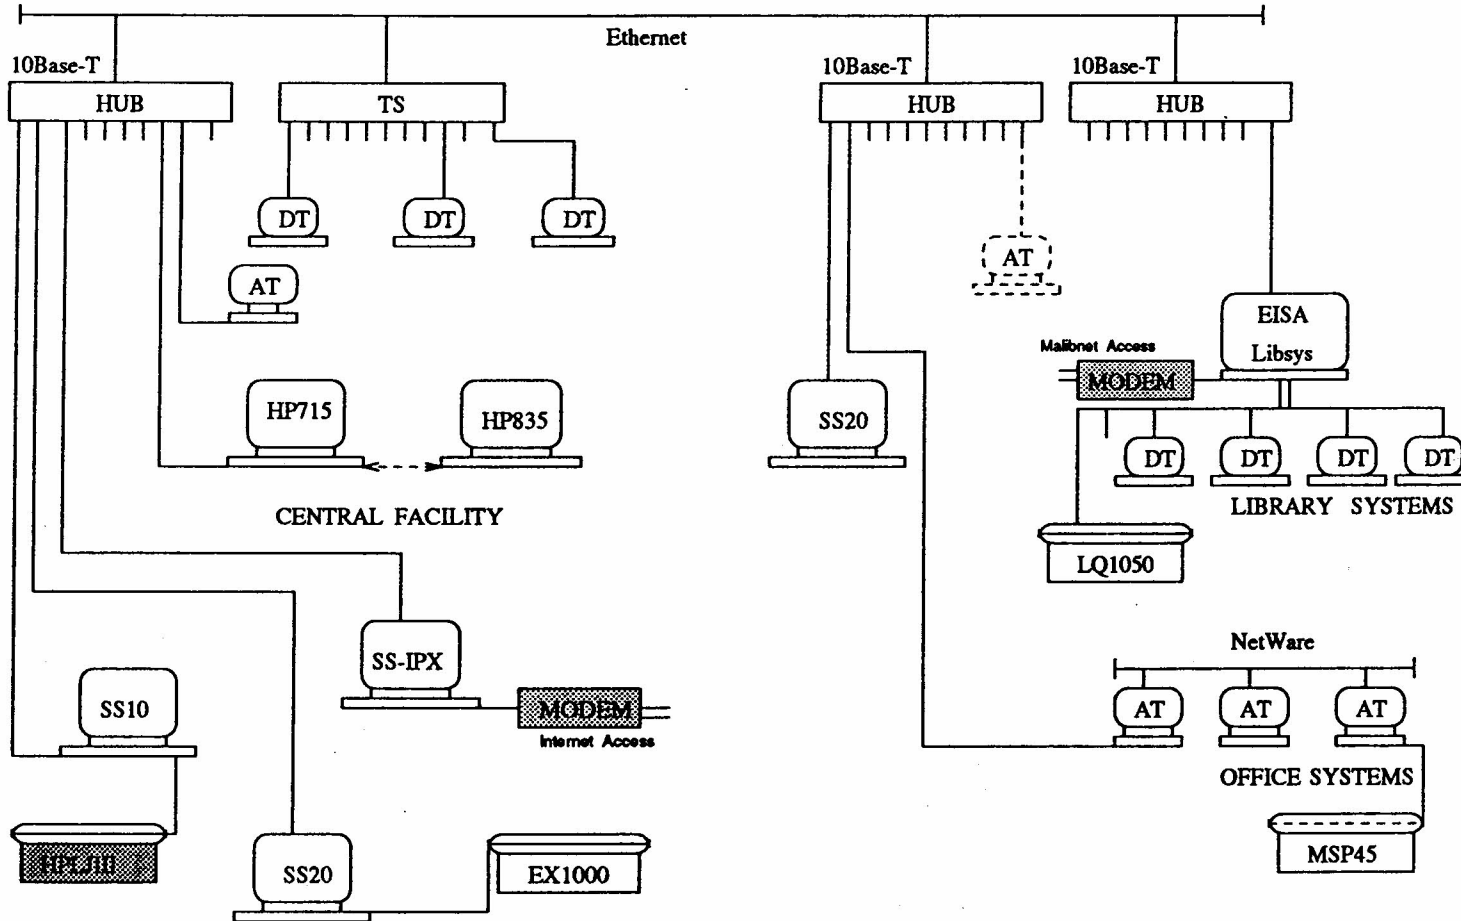 Ethernet
10Base-T
10Base-T
10Base-T
HUB
TS
HUB
HUB
DT
DT
DT
AT
AT
EISA
Libsys
Malibnet Access
MODEM
HP715
HP835
SS20
DT
DT
DT
DT
LIBRARY SYSTEMS
CENTRAL FACILITY
LQ1050
NetWare
SS-IPX
SS10
MODEM
Internet Access
AT
AT
AT
OFFICE SYSTEMS
HPLJIII
SS20
EX1000
MSP45